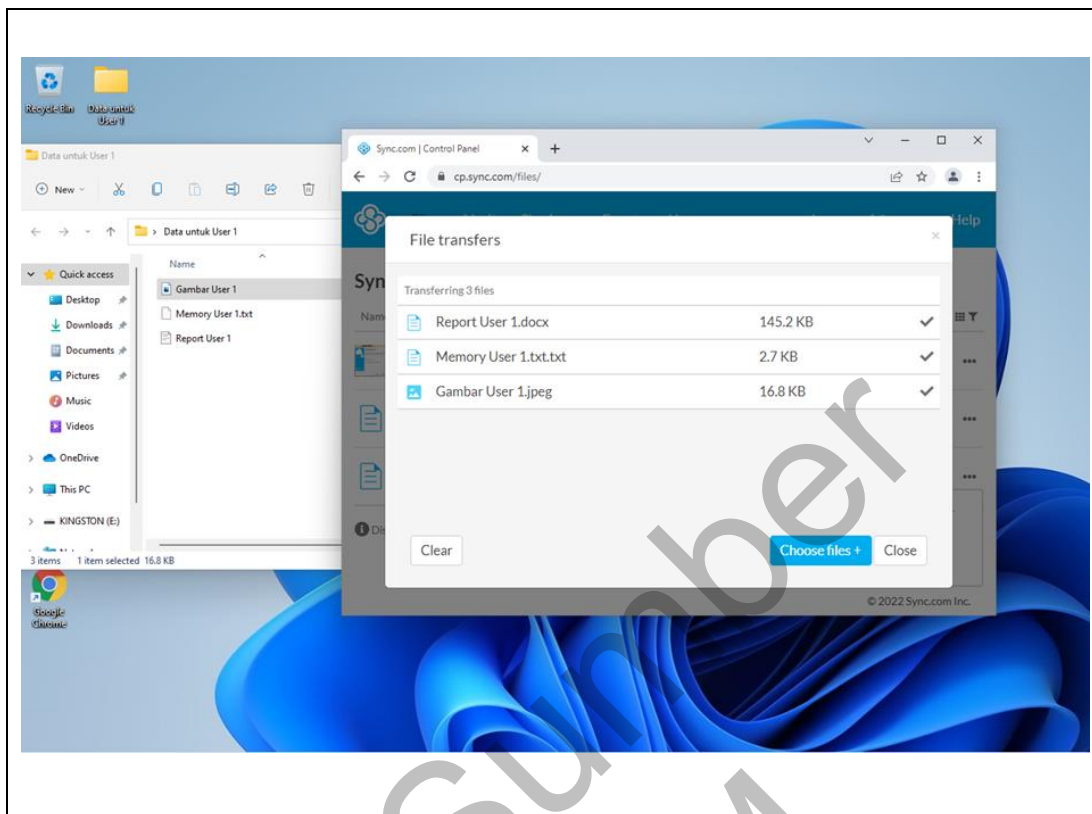 Recycle Bin
Data untuk User 1
Data untuk User 1
New
Data untuk User 1
Name
Quick access
Gambar User 1
Desktop
Memory User 1.txt
Downloads
Report User 1
Documents
Pictures
Music
Videos
OneDrive
This PC
KINGSTON (E:)
3 items 1 item selected 16.8 KB
Google Chrome
Sync.com | Control Panel
cp.sync.com/files/
Help
Syn
Nam
File transfers
Transferring 3 files
Report User 1.docx 145.2 KB
Memory User 1.txt.txt 2.7 KB
Gambar User 1.jpeg 16.8 KB
Dis
Clear Choose files + Close
© 2022 Sync.com Inc.
Sumber